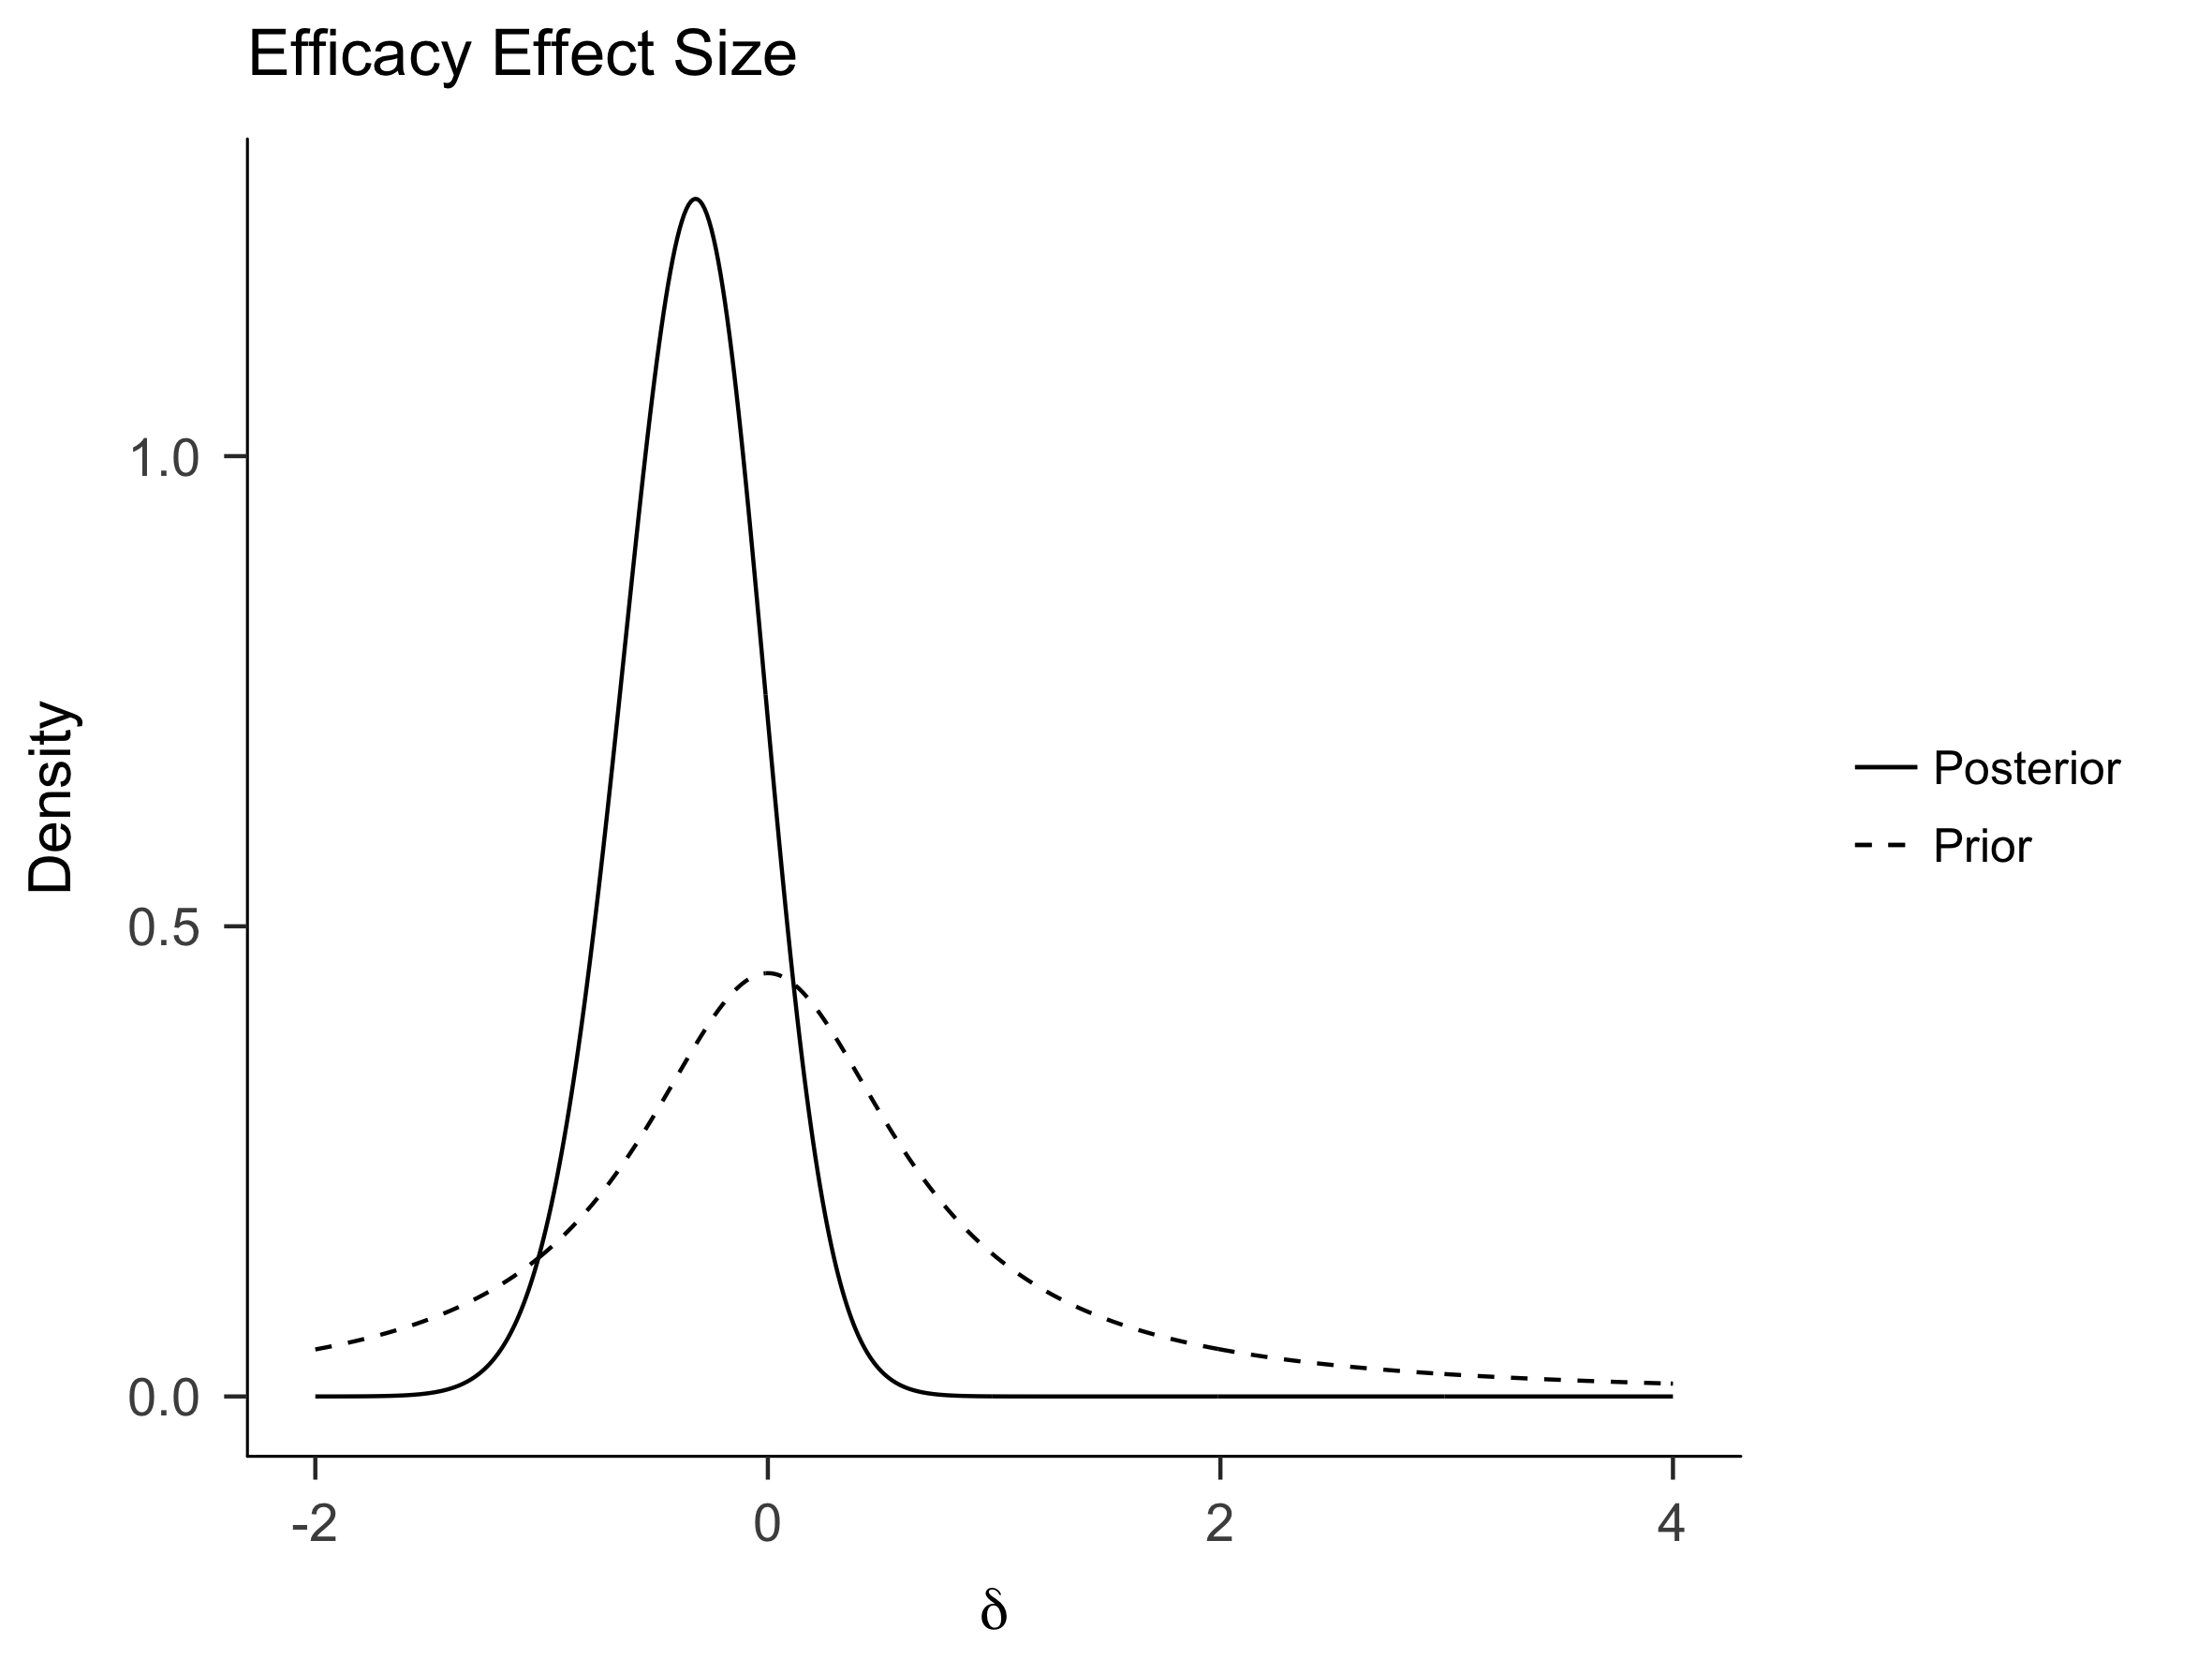 Efficacy Effect Size
Density
1.0
0.5
0.0
-2
0
2
4
δ
Posterior
Prior